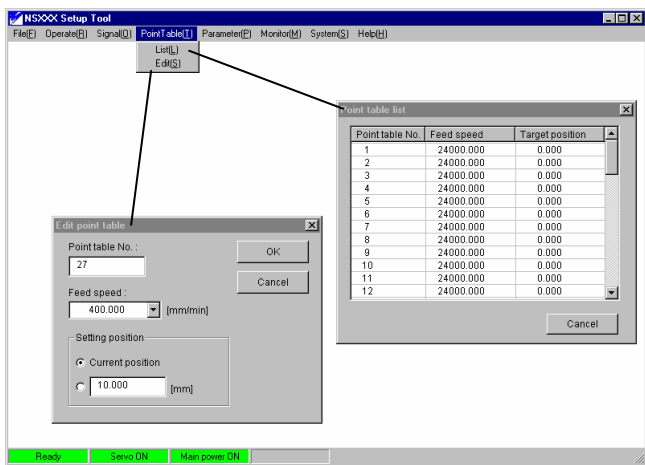 NSXXX Setup Tool
File(F) Operate(R) Signal(O) PointTable(T) Parameter(P) Monitor(M) System(S) Help(H)
List(L)
Edit(S)
Point table list
Point table No. Feed speed Target position
1 24000.000 0.000
2 24000.000 0.000
3 24000.000 0.000
4 24000.000 0.000
5 24000.000 0.000
6 24000.000 0.000
7 24000.000 0.000
8 24000.000 0.000
9 24000.000 0.000
10 24000.000 0.000
11 24000.000 0.000
12 24000.000 0.000
Cancel
Edit point table
Point table No. :
27
OK
Cancel
Feed speed :
400.000 [mm/min]
Setting position
Current position
10.000 [mm]
Ready Servo ON Main power ON